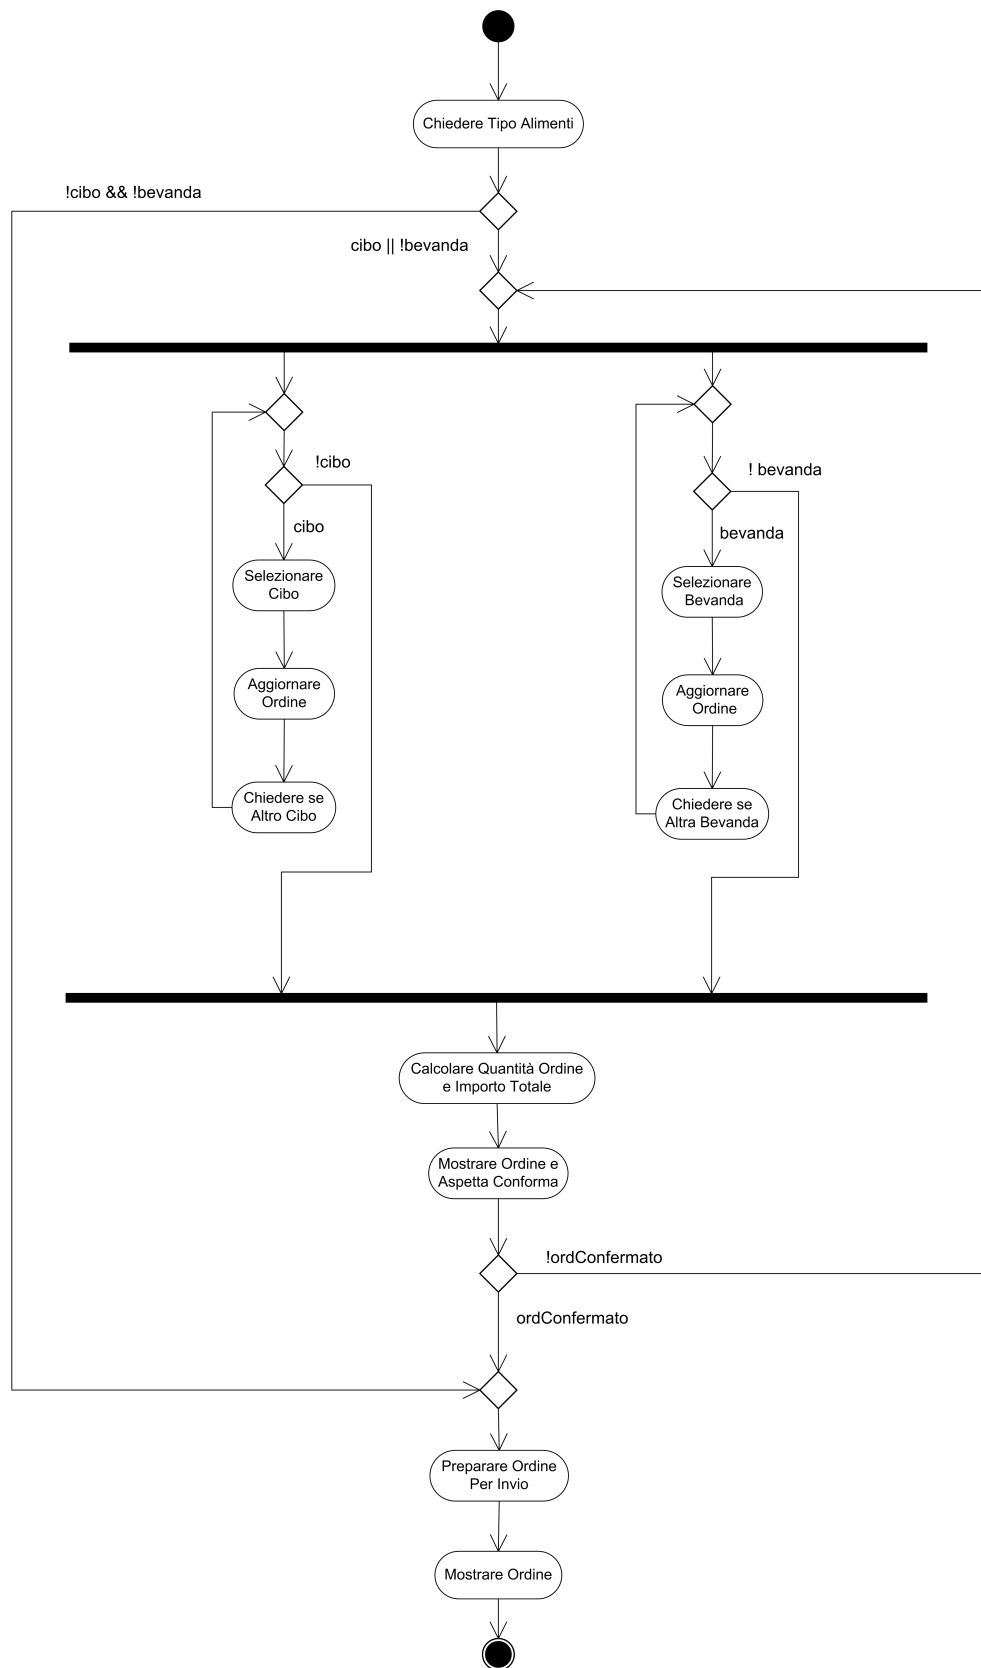 Chiedere Tipo Alimenti
!cibo && !bevanda
cibo || !bevanda
!cibo
cibo
Selezionare
Cibo
Aggiornare
Ordine
Chiedere se
Altro Cibo
! bevanda
bevanda
Selezionare
Bevanda
Aggiornare
Ordine
Chiedere se
Altra Bevanda
Calcolare Quantità Ordine
e Importo Totale
Mostrare Ordine e
Aspetta Conforma
!ordConfermato
ordConfermato
Preparare Ordine
Per Invio
Mostrare Ordine